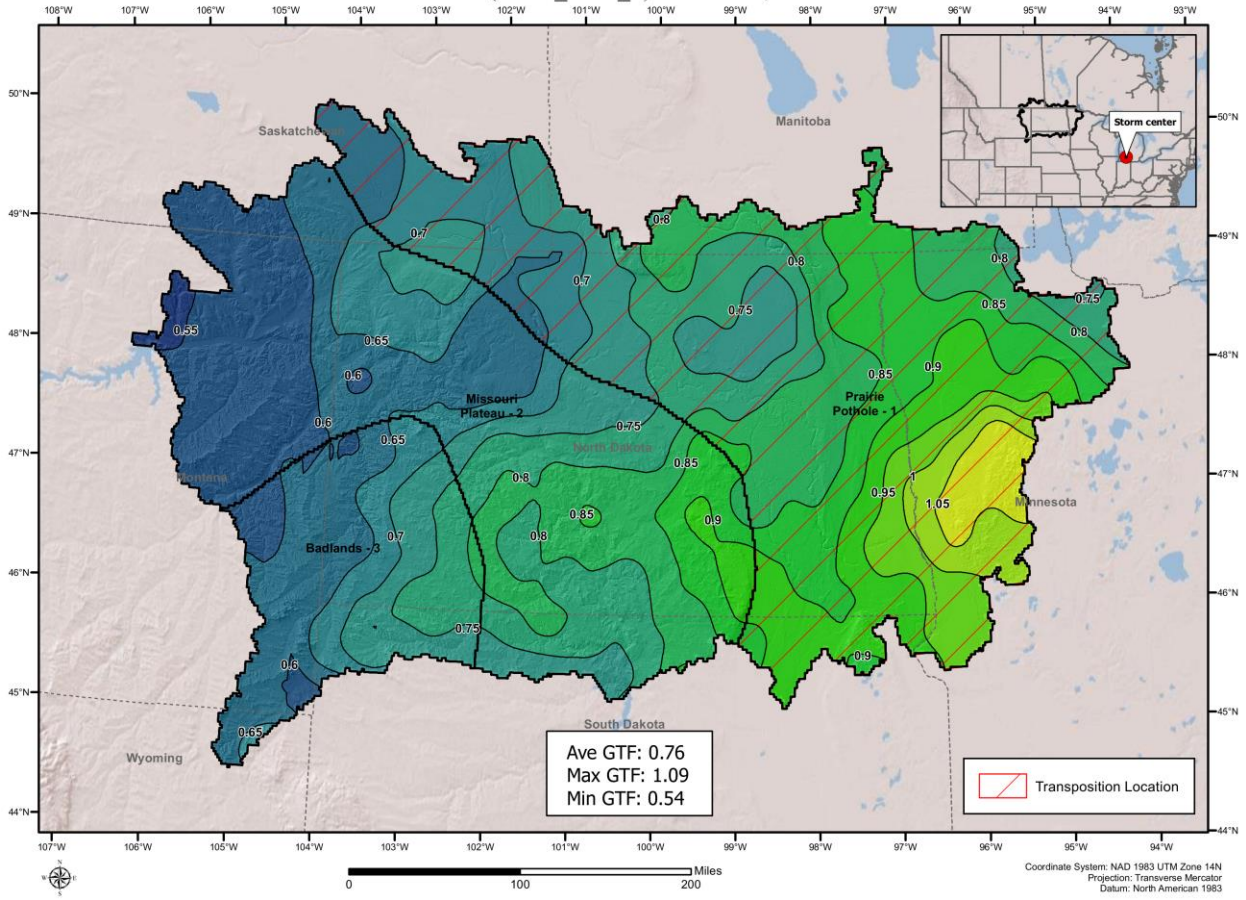 108°W 107°W 106°W 105°W 104°W 103°W 102°W 101°W 100°W 99°W 98°W 97°W 96°W 95°W 94°W 93°W
50°N
49°N
48°N
47°N
46°N
45°N
44°N
50°N
49°N
48°N
47°N
46°N
45°N
44°N
Storm center
Manitoba
0.8
0.7
0.8
0.8
0.7
0.85
0.75
0.75
0.55
0.8
0.65
0.9
0.6
0.85
Missouri
Plateau - 2
Prairie
Pothole - 1
0.6
0.65
0.75
North Dakota
0.85
Montana
0.8
1
0.95
1.05
Minnesota
0.85
0.9
0.8
0.7
Badlands - 3
0.75
0.9
0.6
0.65
South Dakota
Wyoming
Ave GTF: 0.76
Max GTF: 1.09
Min GTF: 0.54
Transposition Location
107°W 106°W 105°W 104°W 103°W 102°W 101°W 100°W 99°W 98°W 97°W 96°W 95°W 94°W
N
W
E
S
0 100 200 Miles
Coordinate System: NAD 1983 UTM Zone 14N
Projection: Transverse Mercator
Datum: North American 1983